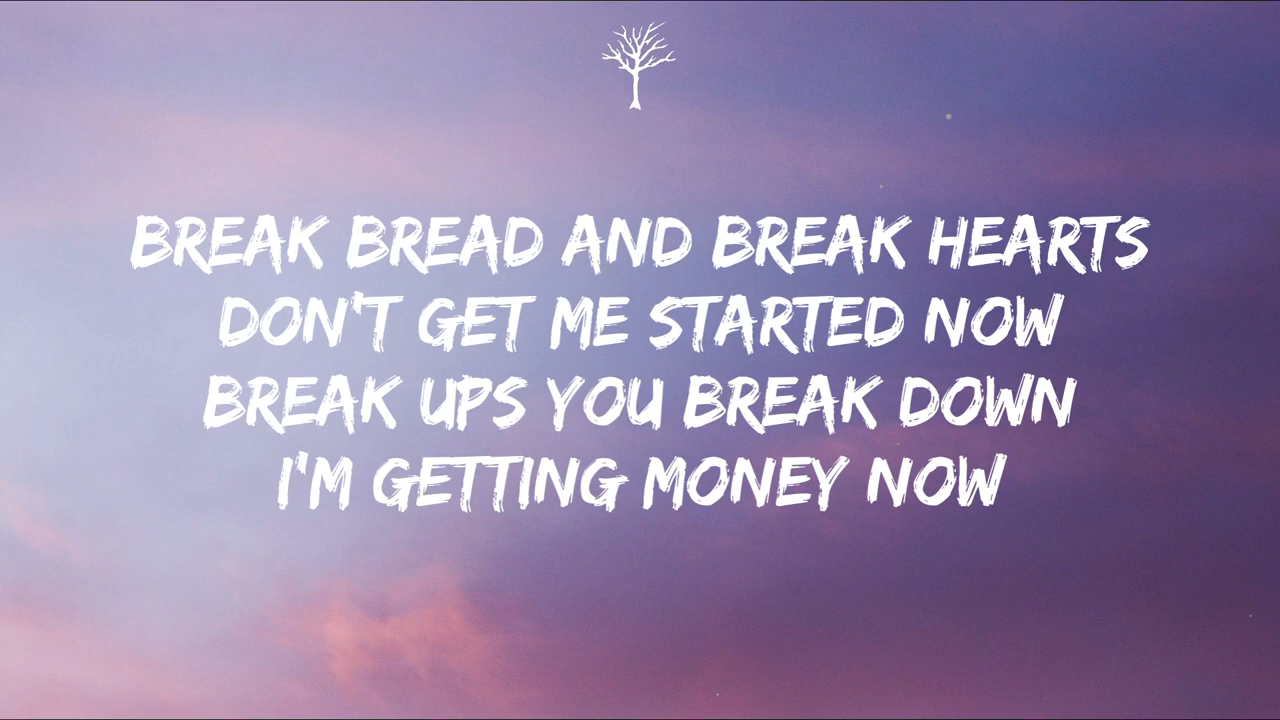 BREAK BREAD AND BREAK HEARTS
DON'T GET ME STARTED NOW
BREAK UPS YOU BREAK DOWN
I'M GETTING MONEY NOW